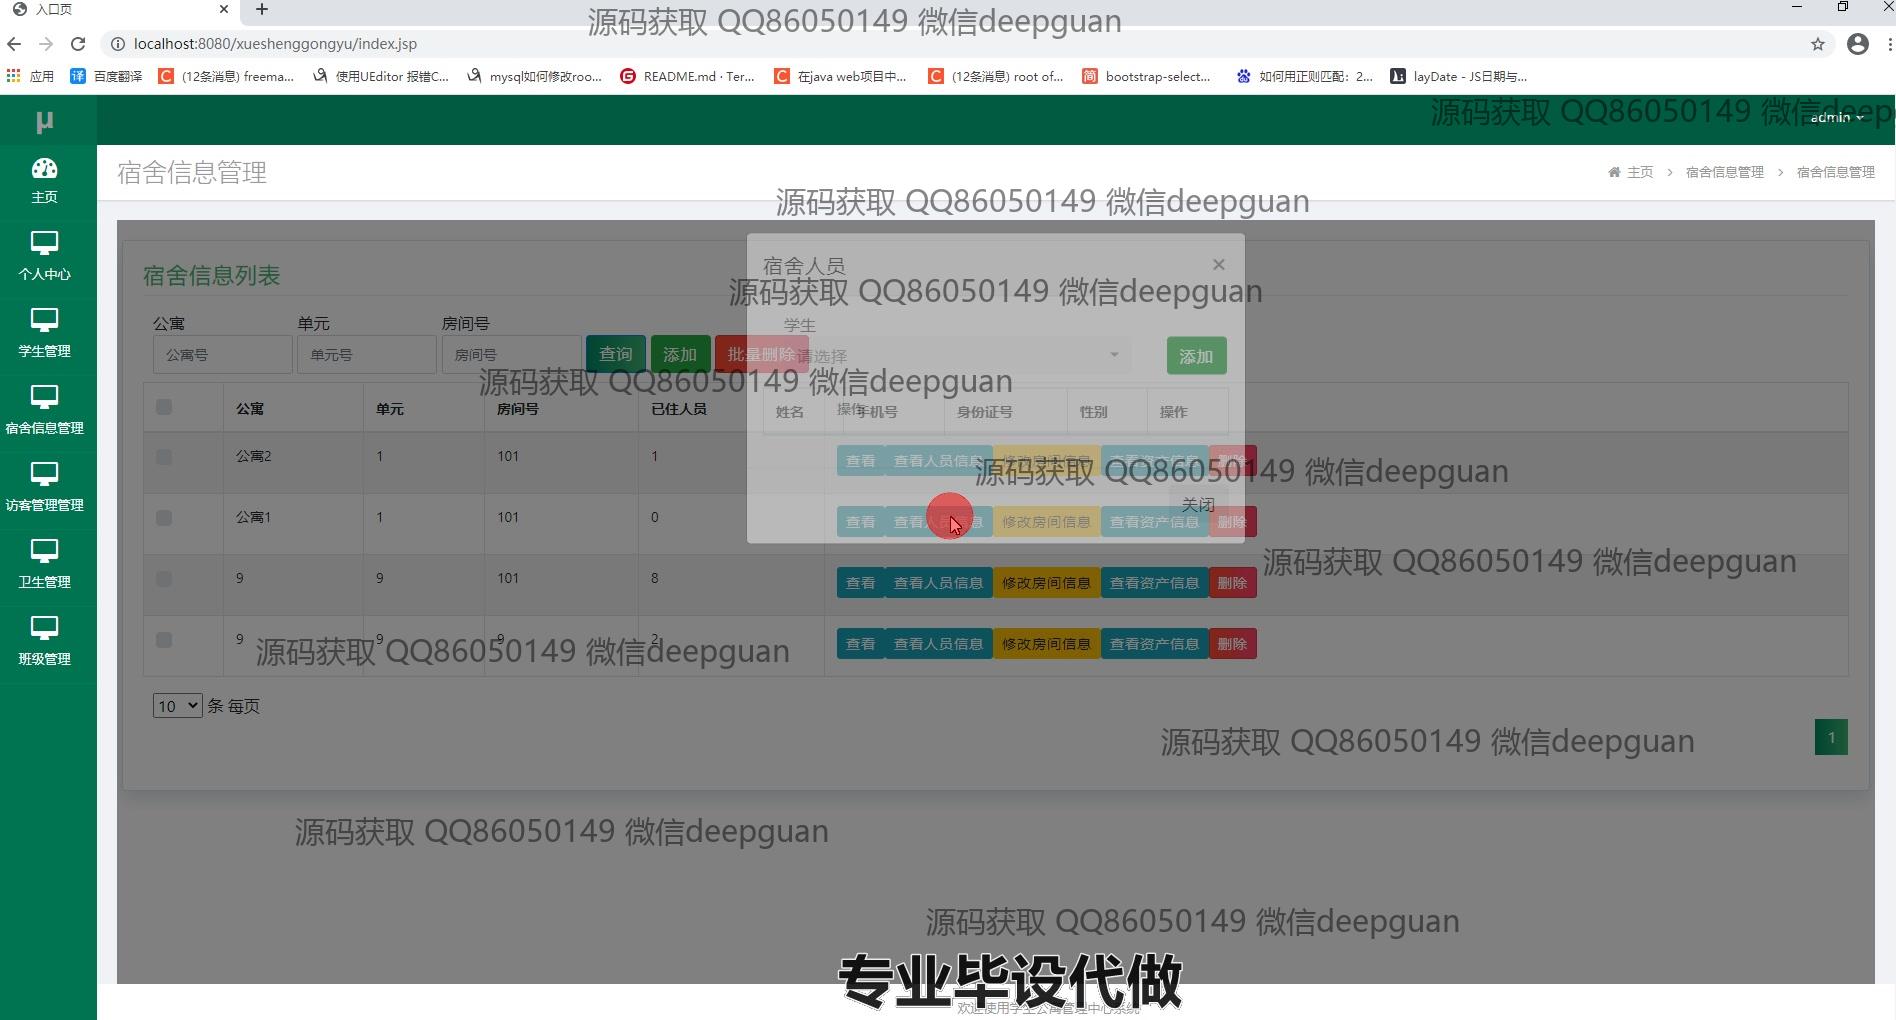 入口页
源码获取 QQ86050149 微信deepguan
localhost:8080/xueshenggongyu/index.jsp
应用 百度翻译 (12条消息) freema... 使用UEditor 报错C... mysql如何修改roo... README.md · Ter... 在java web项目中... (12条消息) root of... bootstrap-select... 如何用正则匹配：2... layDate - JS日期与...
μ
源码获取 QQ86050149 微信deep
admin
主页
个人中心
学生管理
宿舍信息管理
访客管理管理
卫生管理
班级管理
宿舍信息管理
主页 > 宿舍信息管理 > 宿舍信息管理
源码获取 QQ86050149 微信deepguan
宿舍信息列表
宿舍人员 ×
源码获取 QQ86050149 微信deepguan
公寓 单元 房间号
学生
公寓号 单元号 房间号 查询 添加 批量删除
请选择 添加
源码获取 QQ86050149 微信deepguan
公寓 单元 房间号 已住人员 操作
姓名 手机号 身份证号 性别 操作
公寓2 1 101 1 查看 查看人员信息 修改房间信息 查看资产信息 删除
源码获取 QQ86050149 微信deepguan
关闭
公寓1 1 101 0 查看 查看人员信息 修改房间信息 查看资产信息 删除
源码获取 QQ86050149 微信deepguan
9 9 101 8 查看 查看人员信息 修改房间信息 查看资产信息 删除
9 9 9 2 查看 查看人员信息 修改房间信息 查看资产信息 删除
源码获取 QQ86050149 微信deepguan
10 条 每页
源码获取 QQ86050149 微信deepguan
1
源码获取 QQ86050149 微信deepguan
源码获取 QQ86050149 微信deepguan
专业毕设代做
欢迎使用学生公寓管理中心系统